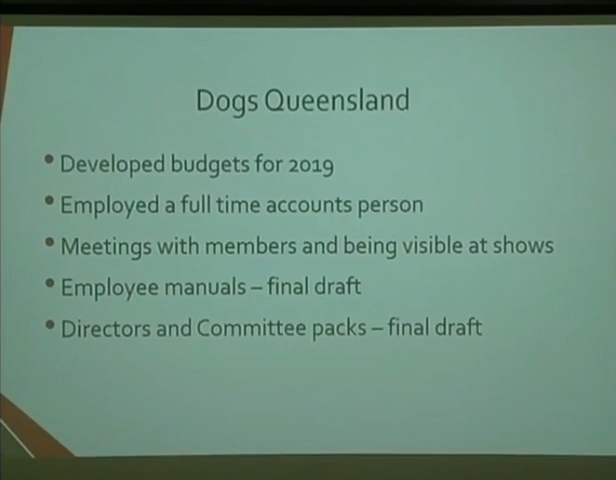 Dogs Queensland
• Developed budgets for 2019
• Employed a full time accounts person
• Meetings with members and being visible at shows
• Employee manuals – final draft
• Directors and Committee packs – final draft